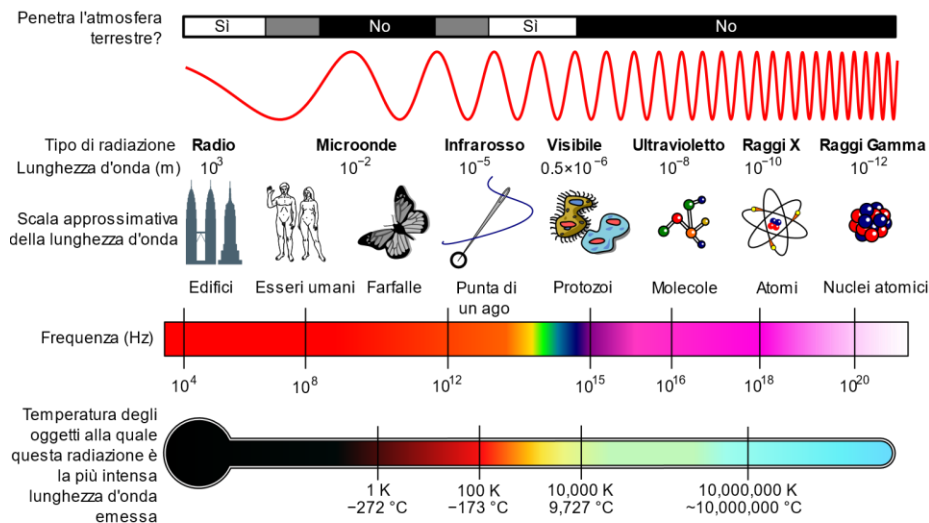 Penetra l'atmosfera
terrestre?
Sì No Sì No
Tipo di radiazione Radio Microonde Infrarosso Visibile Ultravioletto Raggi X Raggi Gamma
Lunghezza d'onda (m) 10³ 10⁻² 10⁻⁵ 0.5×10⁻⁶ 10⁻⁸ 10⁻¹⁰ 10⁻¹²
Scala approssimativa
della lunghezza d'onda
Edifici Esseri umani Farfalle Punta di Protozoi Molecole Atomi Nuclei atomici
un ago
Frequenza (Hz)
10⁴ 10⁸ 10¹² 10¹⁵ 10¹⁶ 10¹⁸ 10²⁰
Temperatura degli
oggetti alla quale
questa radiazione è
la più intensa
lunghezza d'onda
emessa
1 K 100 K 10,000 K 10,000,000 K
−272 °C −173 °C 9,727 °C ~10,000,000 °C